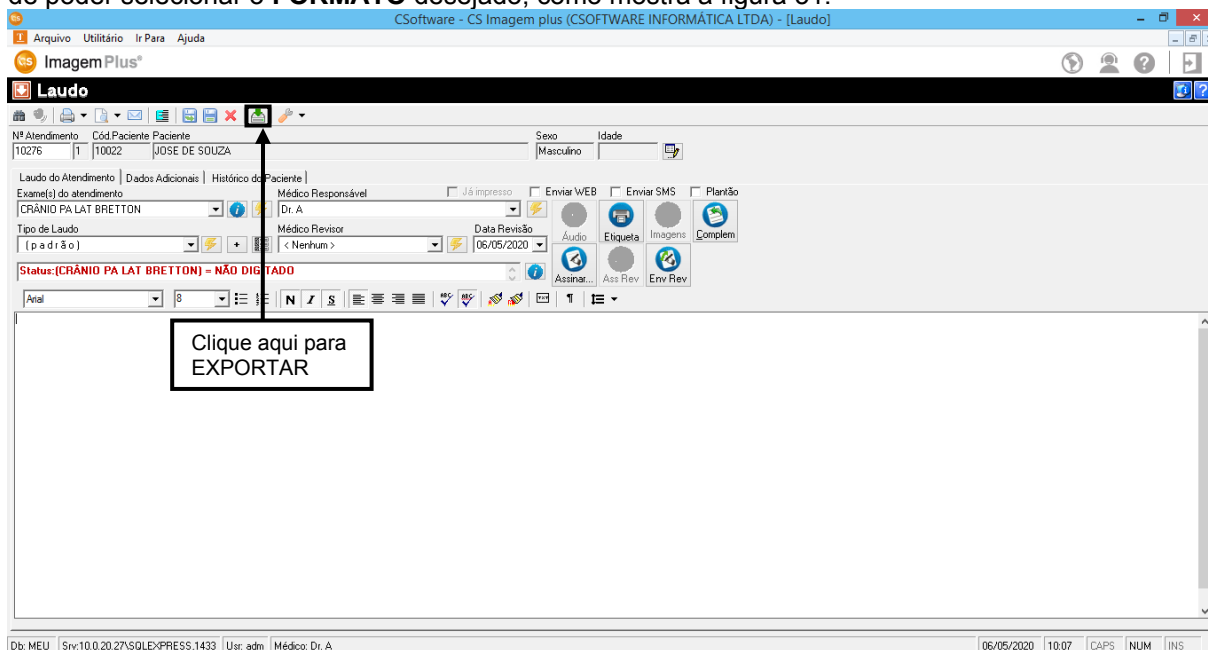 de poder selecionar o FORMATO desejado, como mostra a figura 31.
CSoftware - CS Imagem plus (CSOFTWARE INFORMÁTICA LTDA) - [Laudo]
Arquivo Utilitário Ir Para Ajuda
CS ImagemPlus®
Laudo
Nº Atendimento Cód.Paciente Paciente Sexo Idade
10276 1 10022 JOSE DE SOUZA Masculino
Laudo do Atendimento Dados Adicionais Histórico do Paciente
Exame(s) do atendimento Médico Responsável Já impresso Enviar WEB Enviar SMS Plantão
CRÂNIO PA LAT BRETTON Dr. A
Tipo de Laudo Médico Revisor Data Revisão
(padrão) + < Nenhum > 06/05/2020
Áudio Etiqueta Imagens Complem
Status:(CRÂNIO PA LAT BRETTON) = NÃO DIGITADO
Assinar... Ass Rev Env Rev
Arial 8 N I S
Clique aqui para
EXPORTAR
Db: MEU Srv:10.0.20.27\SQLEXPRESS,1433 Usr: adm Médico: Dr. A 06/05/2020 10:07 CAPS NUM INS